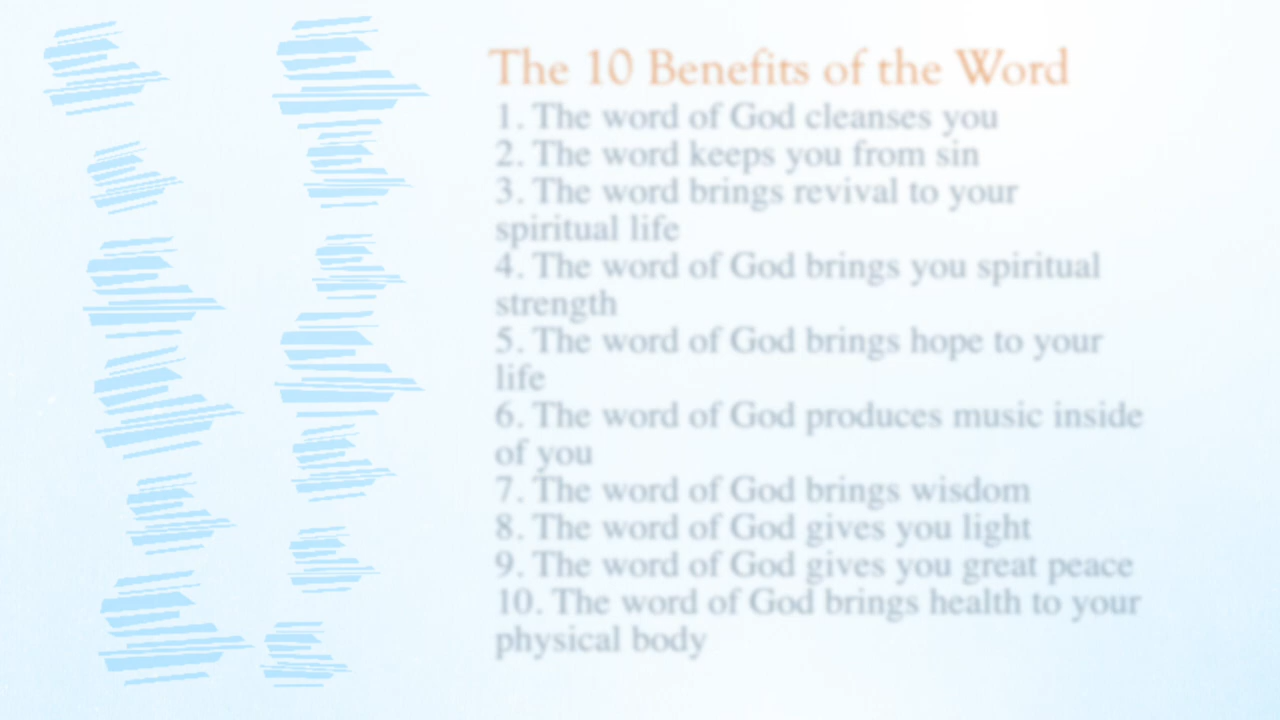 The 10 Benefits of the Word
1. The word of God cleanses you
2. The word keeps you from sin
3. The word brings revival to your
spiritual life
4. The word of God brings you spiritual
strength
5. The word of God brings hope to your
life
6. The word of God produces music inside
of you
7. The word of God brings wisdom
8. The word of God gives you light
9. The word of God gives you great peace
10. The word of God brings health to your
physical body